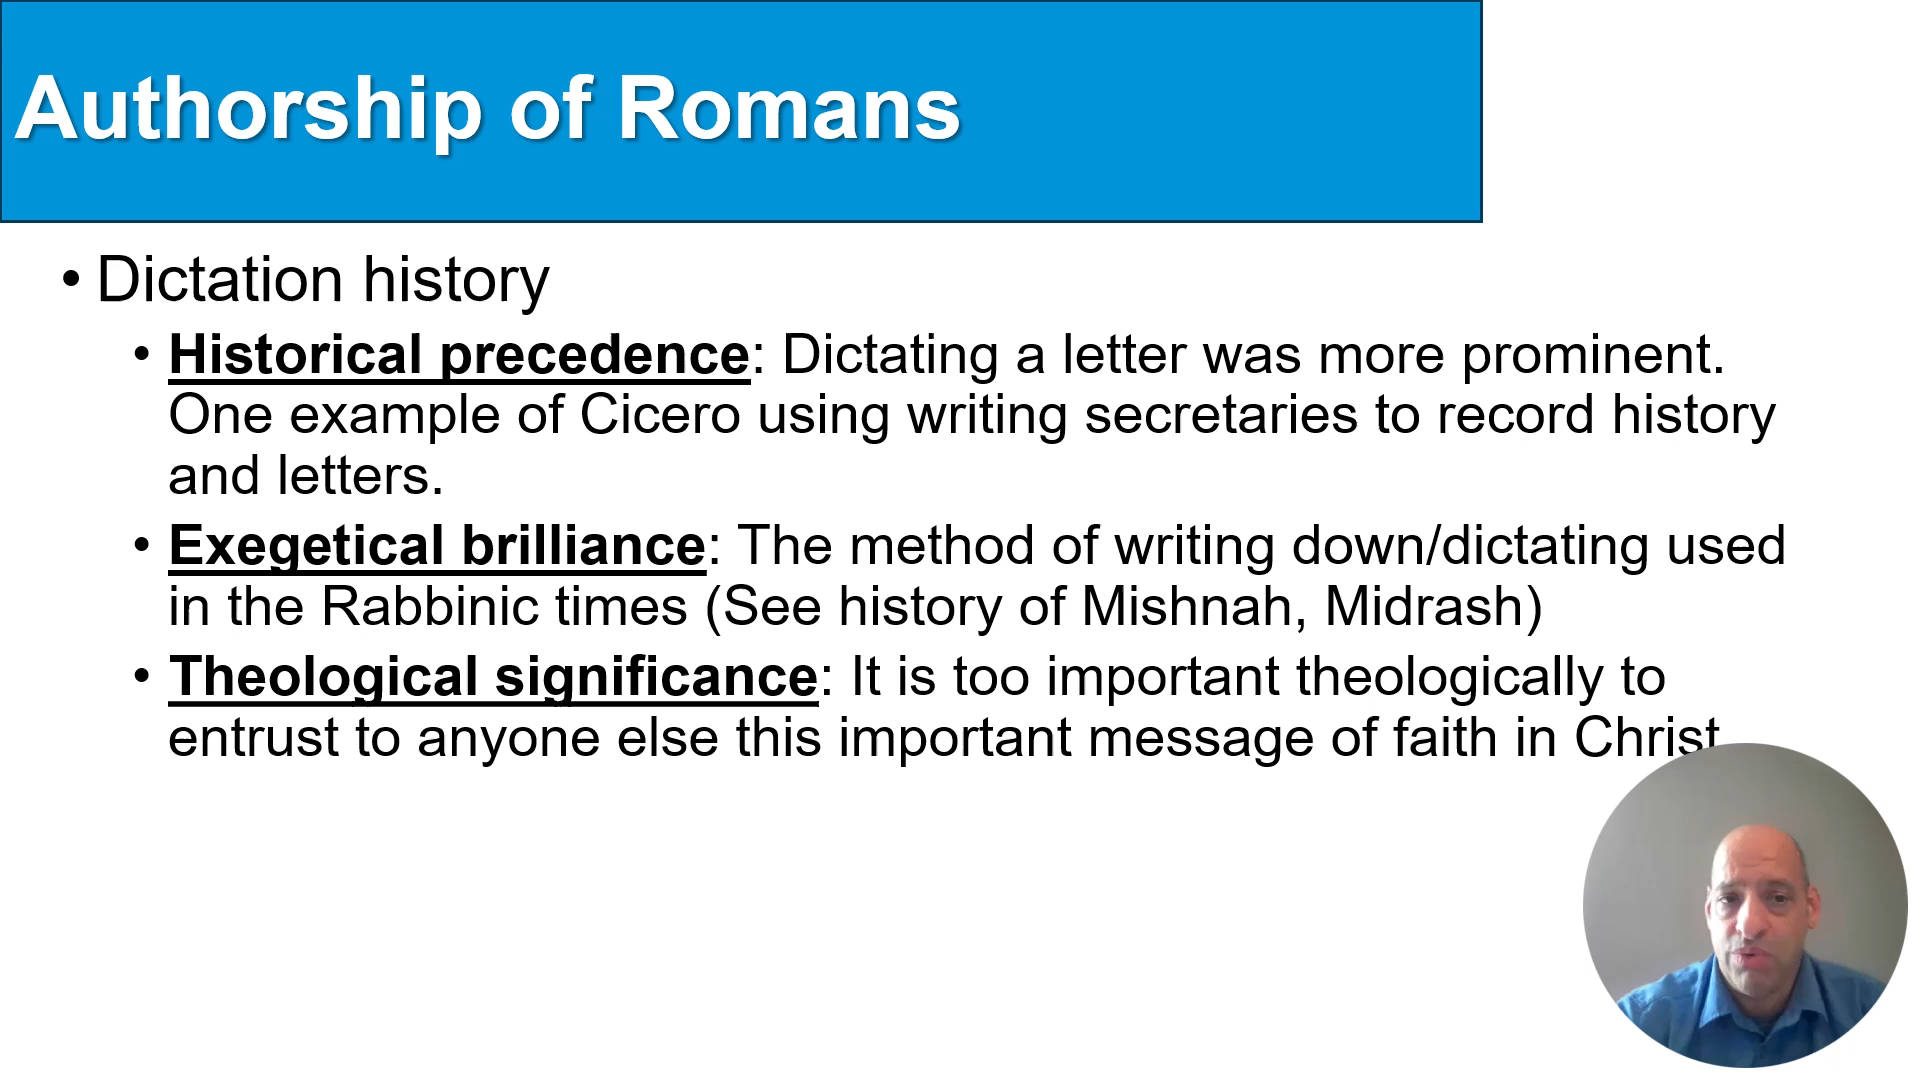 Authorship of Romans
• Dictation history
• Historical precedence: Dictating a letter was more prominent.
One example of Cicero using writing secretaries to record history
and letters.
• Exegetical brilliance: The method of writing down/dictating used
in the Rabbinic times (See history of Mishnah, Midrash)
• Theological significance: It is too important theologically to
entrust to anyone else this important message of faith in Christ